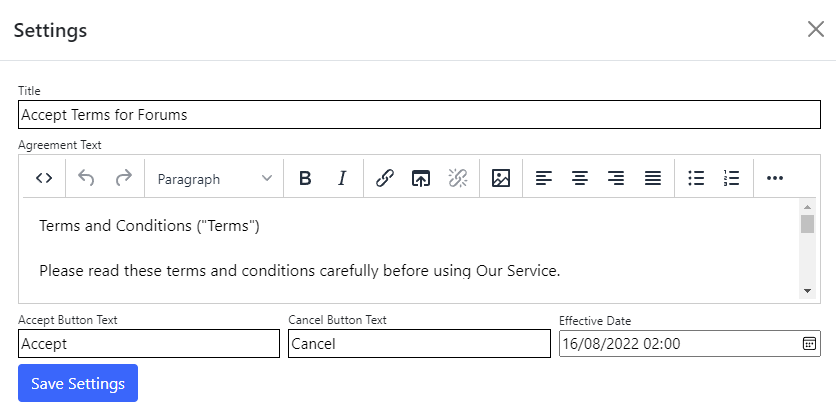 Settings
Title
Accept Terms for Forums
Agreement Text
Paragraph
B I
Terms and Conditions ("Terms")
Please read these terms and conditions carefully before using Our Service.
Accept Button Text Cancel Button Text Effective Date
Accept Cancel 16/08/2022 02:00
Save Settings